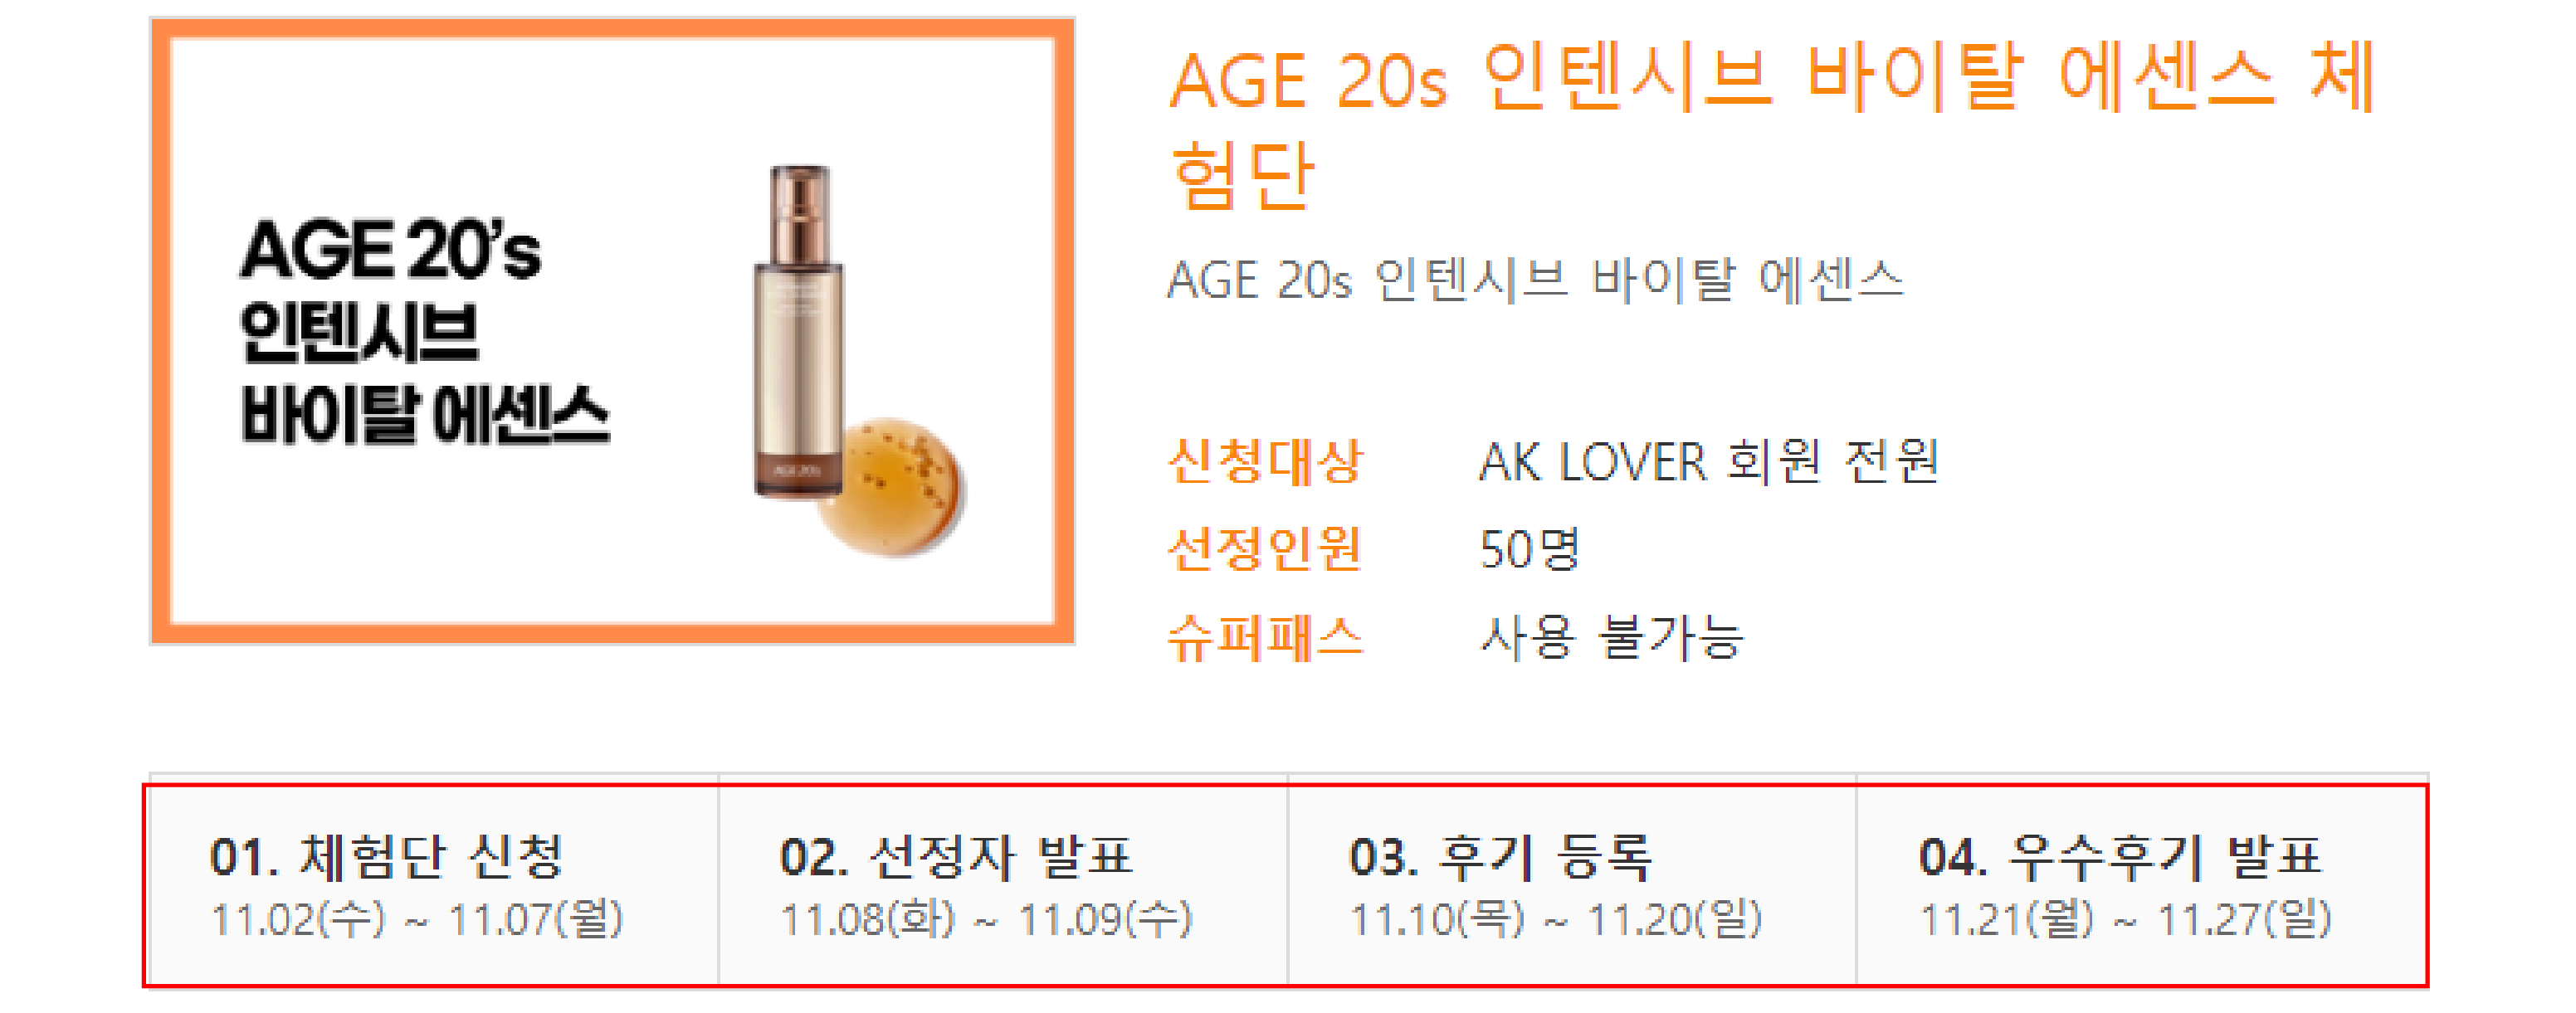 AGE 20's
인텐시브
바이탈 에센스
AGE 20s 인텐시브 바이탈 에센스 체
험단
AGE 20s 인텐시브 바이탈 에센스
신청대상 AK LOVER 회원 전원
선정인원 50명
슈퍼패스 사용 불가능
01. 체험단 신청
11.02(수) ~ 11.07(월)
02. 선정자 발표
11.08(화) ~ 11.09(수)
03. 후기 등록
11.10(목) ~ 11.20(일)
04. 우수후기 발표
11.21(월) ~ 11.27(일)